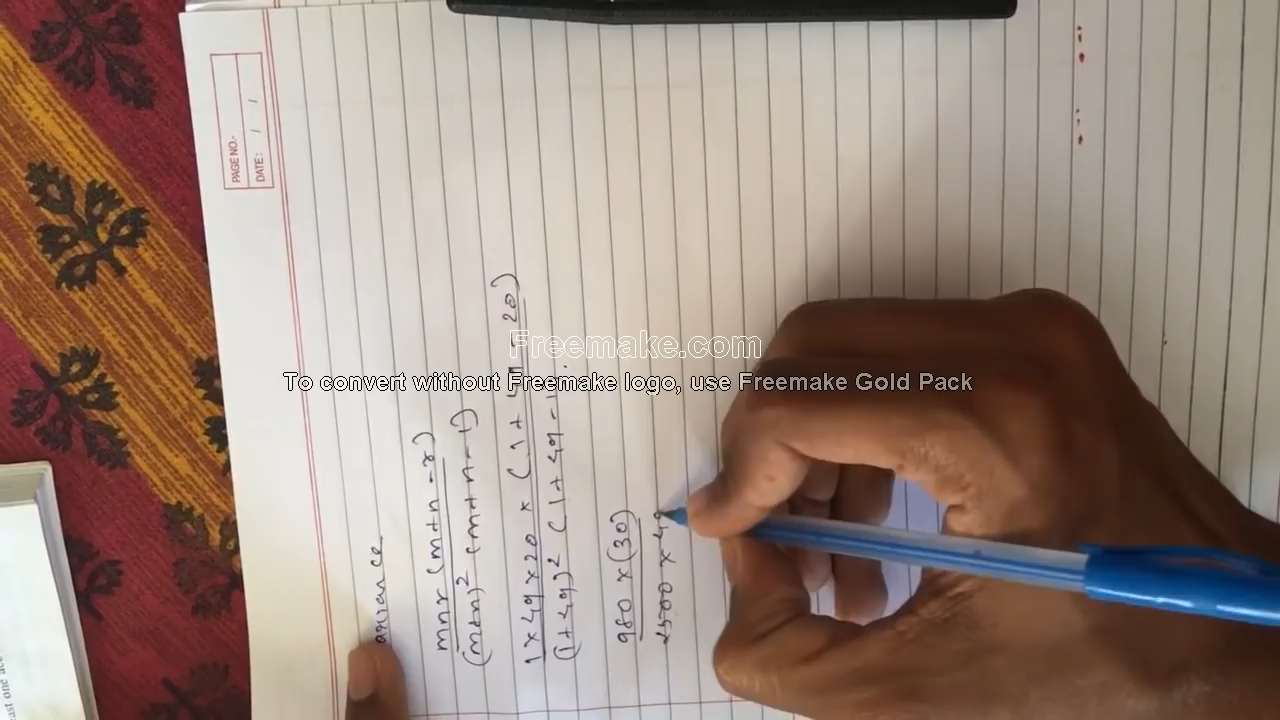 PAGE NO.-
DATE: / /
mnr (m+n-r)
(m+n)² (m+n-1)
1×49×20 × (1+49-20)
(1+49)² (1+49-1)
980 × (30)
2500 × 49
Freemake.com
To convert without Freemake logo, use Freemake Gold Pack